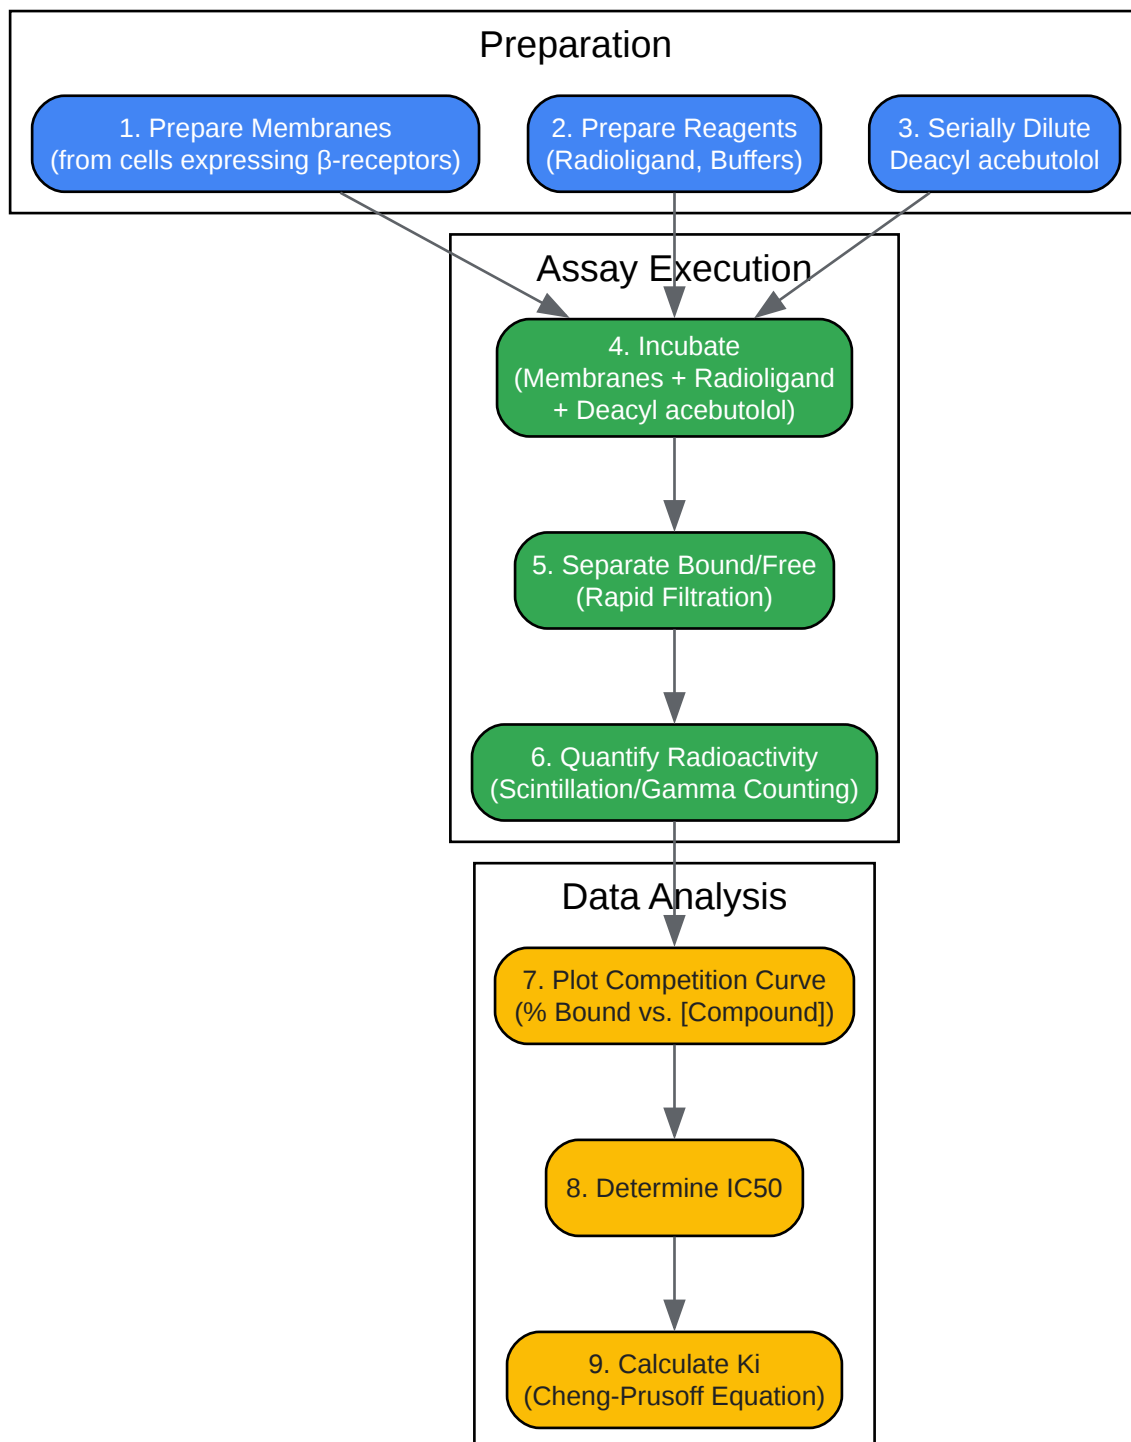 Preparation
1. Prepare Membranes
(from cells expressing β-receptors)
2. Prepare Reagents
(Radioligand, Buffers)
3. Serially Dilute
Deacyl acebutolol
Assay Execution
4. Incubate
(Membranes + Radioligand
+ Deacyl acebutolol)
5. Separate Bound/Free
(Rapid Filtration)
6. Quantify Radioactivity
(Scintillation/Gamma Counting)
Data Analysis
7. Plot Competition Curve
(% Bound vs. [Compound])
8. Determine IC50
9. Calculate Ki
(Cheng-Prusoff Equation)